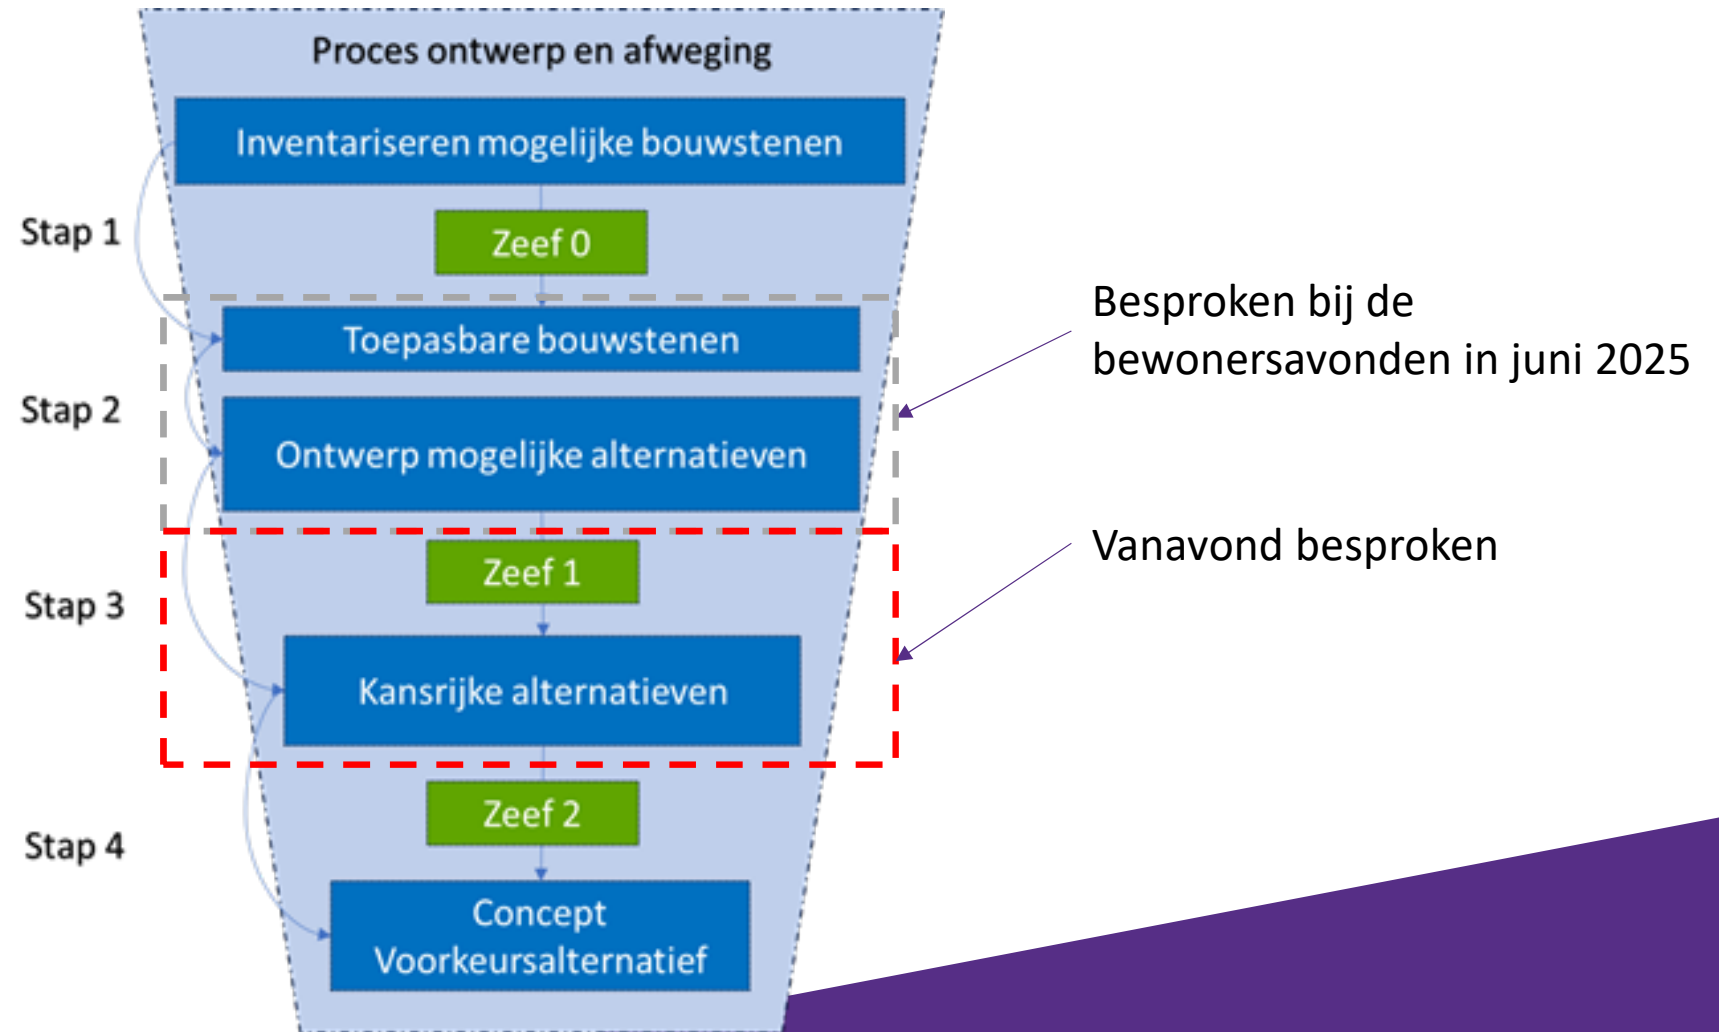 Proces ontwerp en afweging
Inventariseren mogelijke bouwstenen
Stap 1
Zeef 0
Toepasbare bouwstenen
Stap 2
Ontwerp mogelijke alternatieven
Besproken bij de
bewonersavonden in juni 2025
Zeef 1
Stap 3
Kansrijke alternatieven
Vanavond besproken
Zeef 2
Stap 4
Concept
Voorkeursalternatief